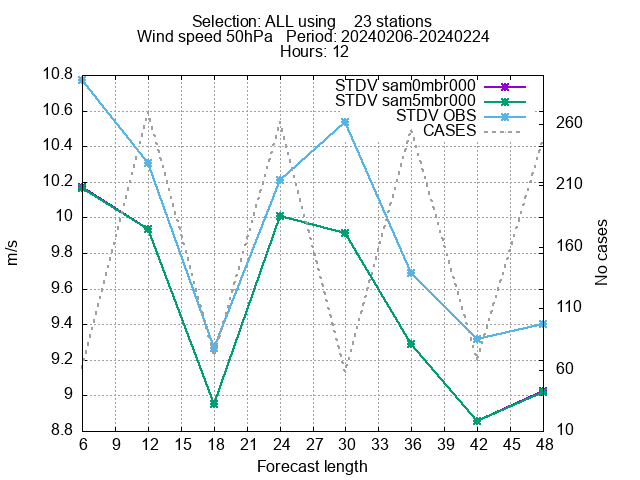 Selection: ALL using    23 stations
Wind speed 50hPa   Period: 20240206-20240224
Hours: 12
STDV sam0mbr000
STDV sam5mbr000
STDV OBS
CASES
10.8
10.6
10.4
10.2
10
9.8
9.6
9.4
9.2
9
8.8
m/s
260
210
160
110
60
10
No cases
6 9 12 15 18 21 24 27 30 33 36 39 42 45 48
Forecast length